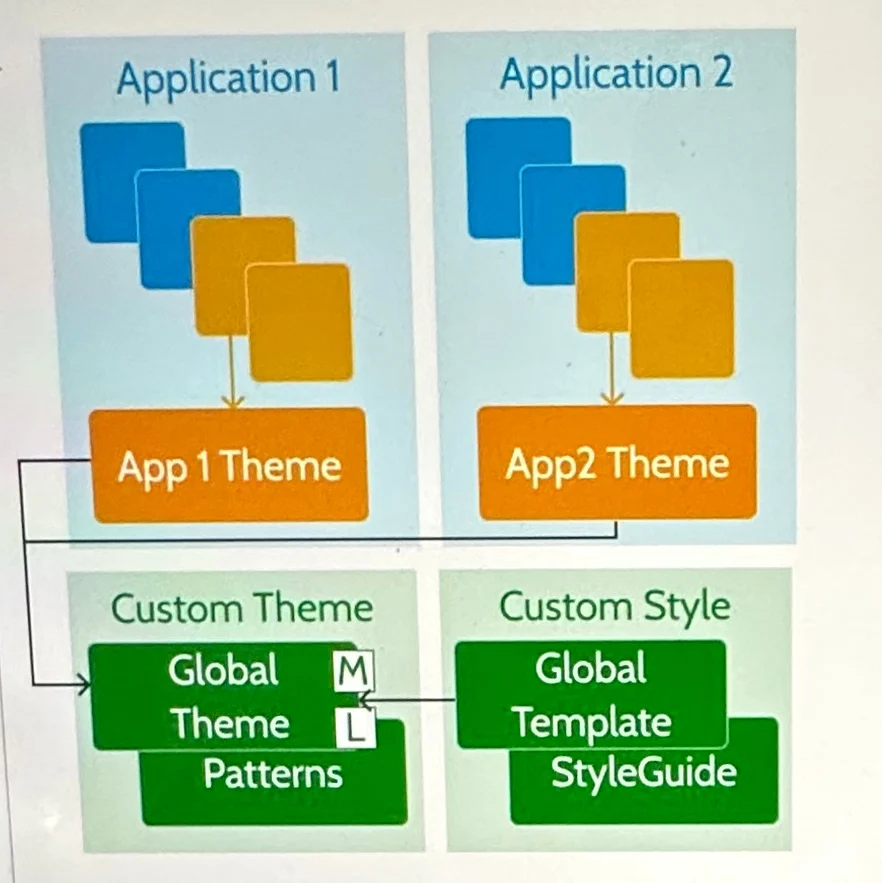 Application 1
Application 2
App 1 Theme
App2 Theme
Custom Theme
Global
Theme
M
L
Patterns
Custom Style
Global
Template
StyleGuide